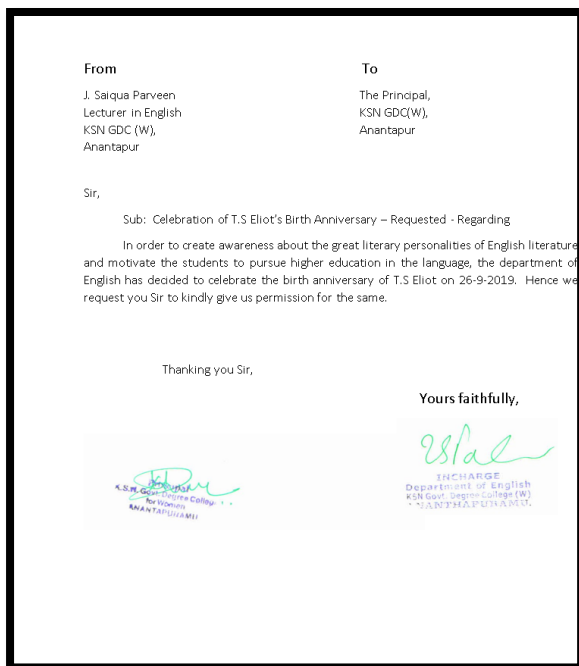 From
J. Saiqua Parveen
Lecturer in English
KSN GDC (W),
Anantapur
To
The Principal,
KSN GDC(W),
Anantapur
Sir,
Sub: Celebration of T.S Eliot's Birth Anniversary – Requested - Regarding
In order to create awareness about the great literary personalities of English literature
and motivate the students to pursue higher education in the language, the department of
English has decided to celebrate the birth anniversary of T.S Eliot on 26-9-2019. Hence we
request you Sir to kindly give us permission for the same.
Thanking you Sir,
Yours faithfully,
Principal
K.S.N. Govt. Degree
for Women
ANANTAPURAMU
INCHARGE
Department of English
KSN Govt. Degree College (W)
ANANTHAPURAMU.